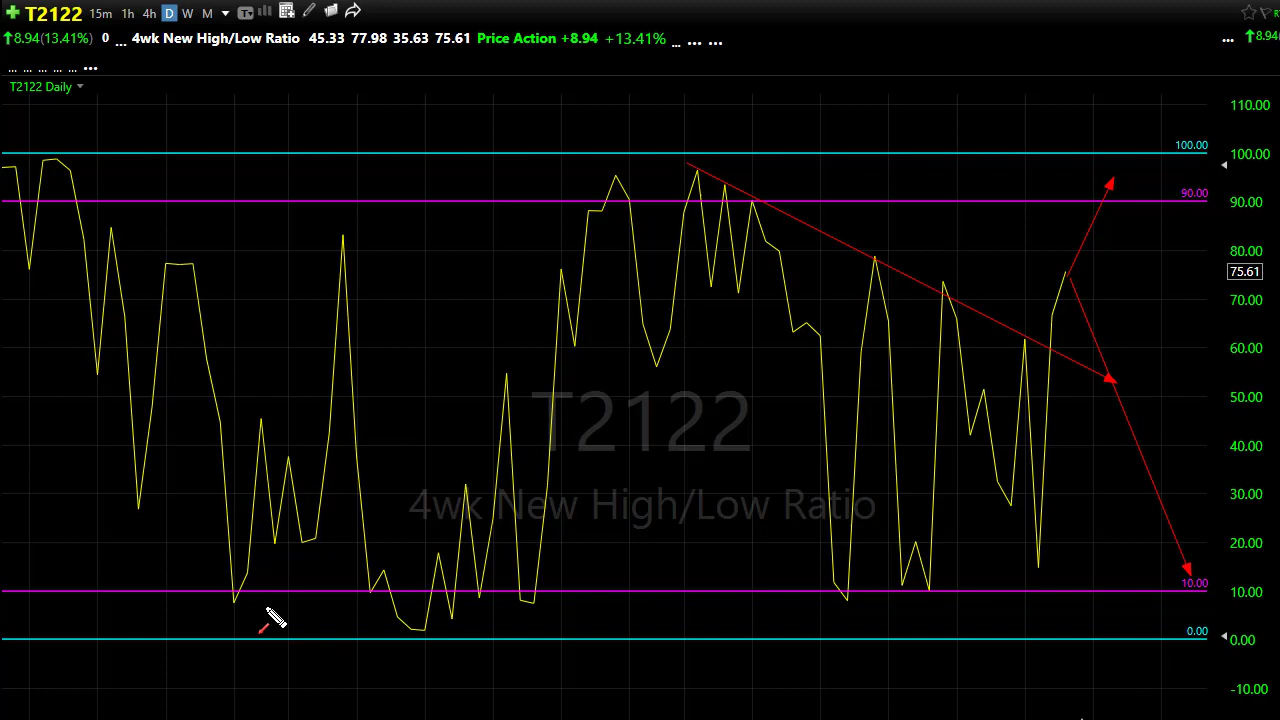 T2122 15m 1h 4h D W M
8.94(13.41%) 0 ... 4wk New High/Low Ratio 45.33 77.98 35.63 75.61 Price Action +8.94 +13.41% ... ... ... ... 8.94(
... ... ... ... ... ...
T2122 Daily
110.00
100.00 100.00
90.00 90.00
80.00
75.61
70.00
60.00
50.00
40.00
30.00
20.00
10.00 10.00
0.00 0.00
-10.00
T2122
4wk New High/Low Ratio